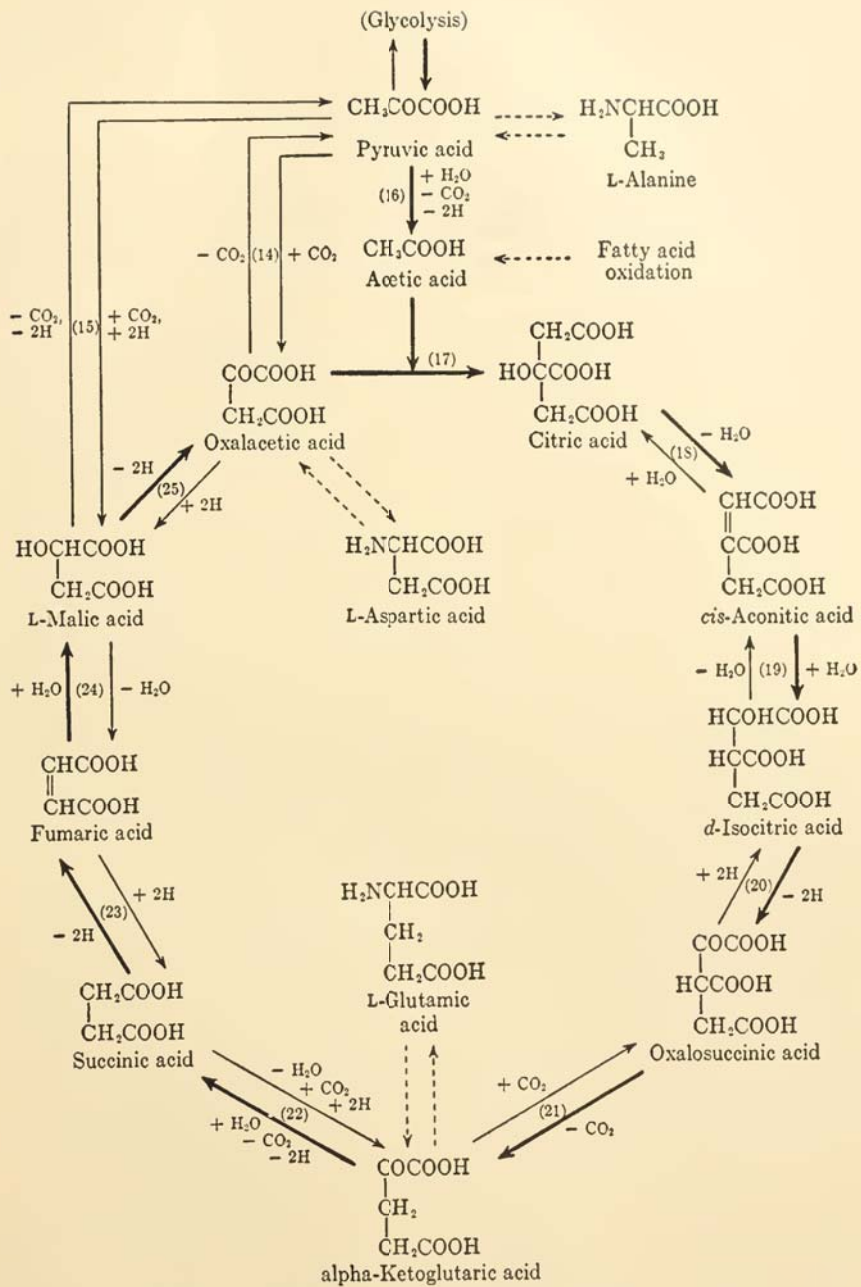 (Glycolysis)
CH₃COCOOH
Pyruvic acid
H₂NCHCOOH
CH₃
L-Alanine
+ H₂O
(16) − CO₂
− 2H
CH₃COOH
Acetic acid
Fatty acid
oxidation
− CO₂ (14) + CO₂
− CO₂,
− 2H
(15)
+ CO₂,
+ 2H
(17)
COCOOH
CH₂COOH
Oxalacetic acid
CH₂COOH
HOCCOOH
CH₂COOH
Citric acid
− H₂O
(18)
+ H₂O
− 2H
(25)
+ 2H
HOCHCOOH
CH₂COOH
L-Malic acid
H₂NCHCOOH
CH₂COOH
L-Aspartic acid
CHCOOH
CCOOH
CH₂COOH
cis-Aconitic acid
+ H₂O (24) − H₂O
− H₂O (19) + H₂O
CHCOOH
CHCOOH
Fumaric acid
HCOHCOOH
HCCOOH
CH₂COOH
d-Isocitric acid
+ 2H
(23)
− 2H
+ 2H
(20)
− 2H
H₂NCHCOOH
CH₂
CH₂COOH
L-Glutamic
acid
CH₂COOH
CH₂COOH
Succinic acid
COCOOH
HCCOOH
CH₂COOH
Oxalosuccinic acid
− H₂O
+ CO₂
+ 2H
(22)
+ H₂O
− CO₂
− 2H
+ CO₂
(21)
− CO₂
COCOOH
CH₂
CH₂COOH
alpha-Ketoglutaric acid